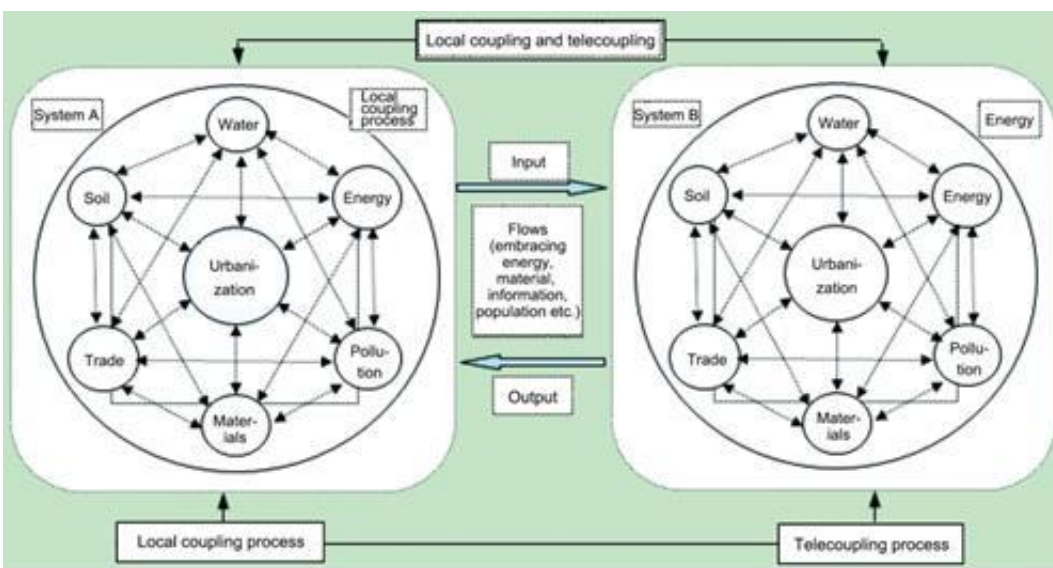 Local coupling and telecoupling
System A
Local
coupling
process
Water
Soil
Energy
Urbani-
zation
Trade
Pollu-
tion
Mater-
ials
Input
Flows
(embracing
energy,
material,
information,
population etc.)
Output
System B
Energy
Water
Soil
Energy
Urbani-
zation
Trade
Pollu-
tion
Mater-
ials
Local coupling process
Telecoupling process